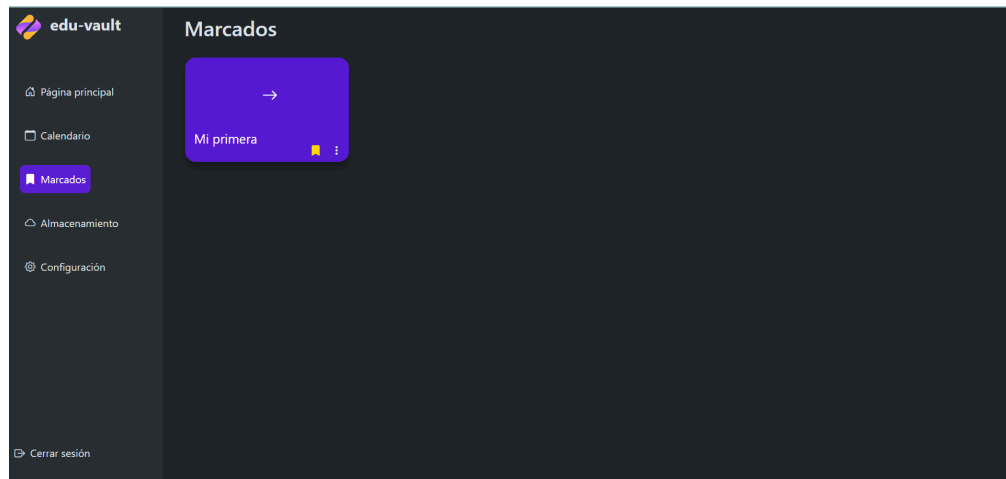 edu-vault
Página principal
Calendario
Marcados
Almacenamiento
Configuración
Cerrar sesión
Marcados
Mi primera